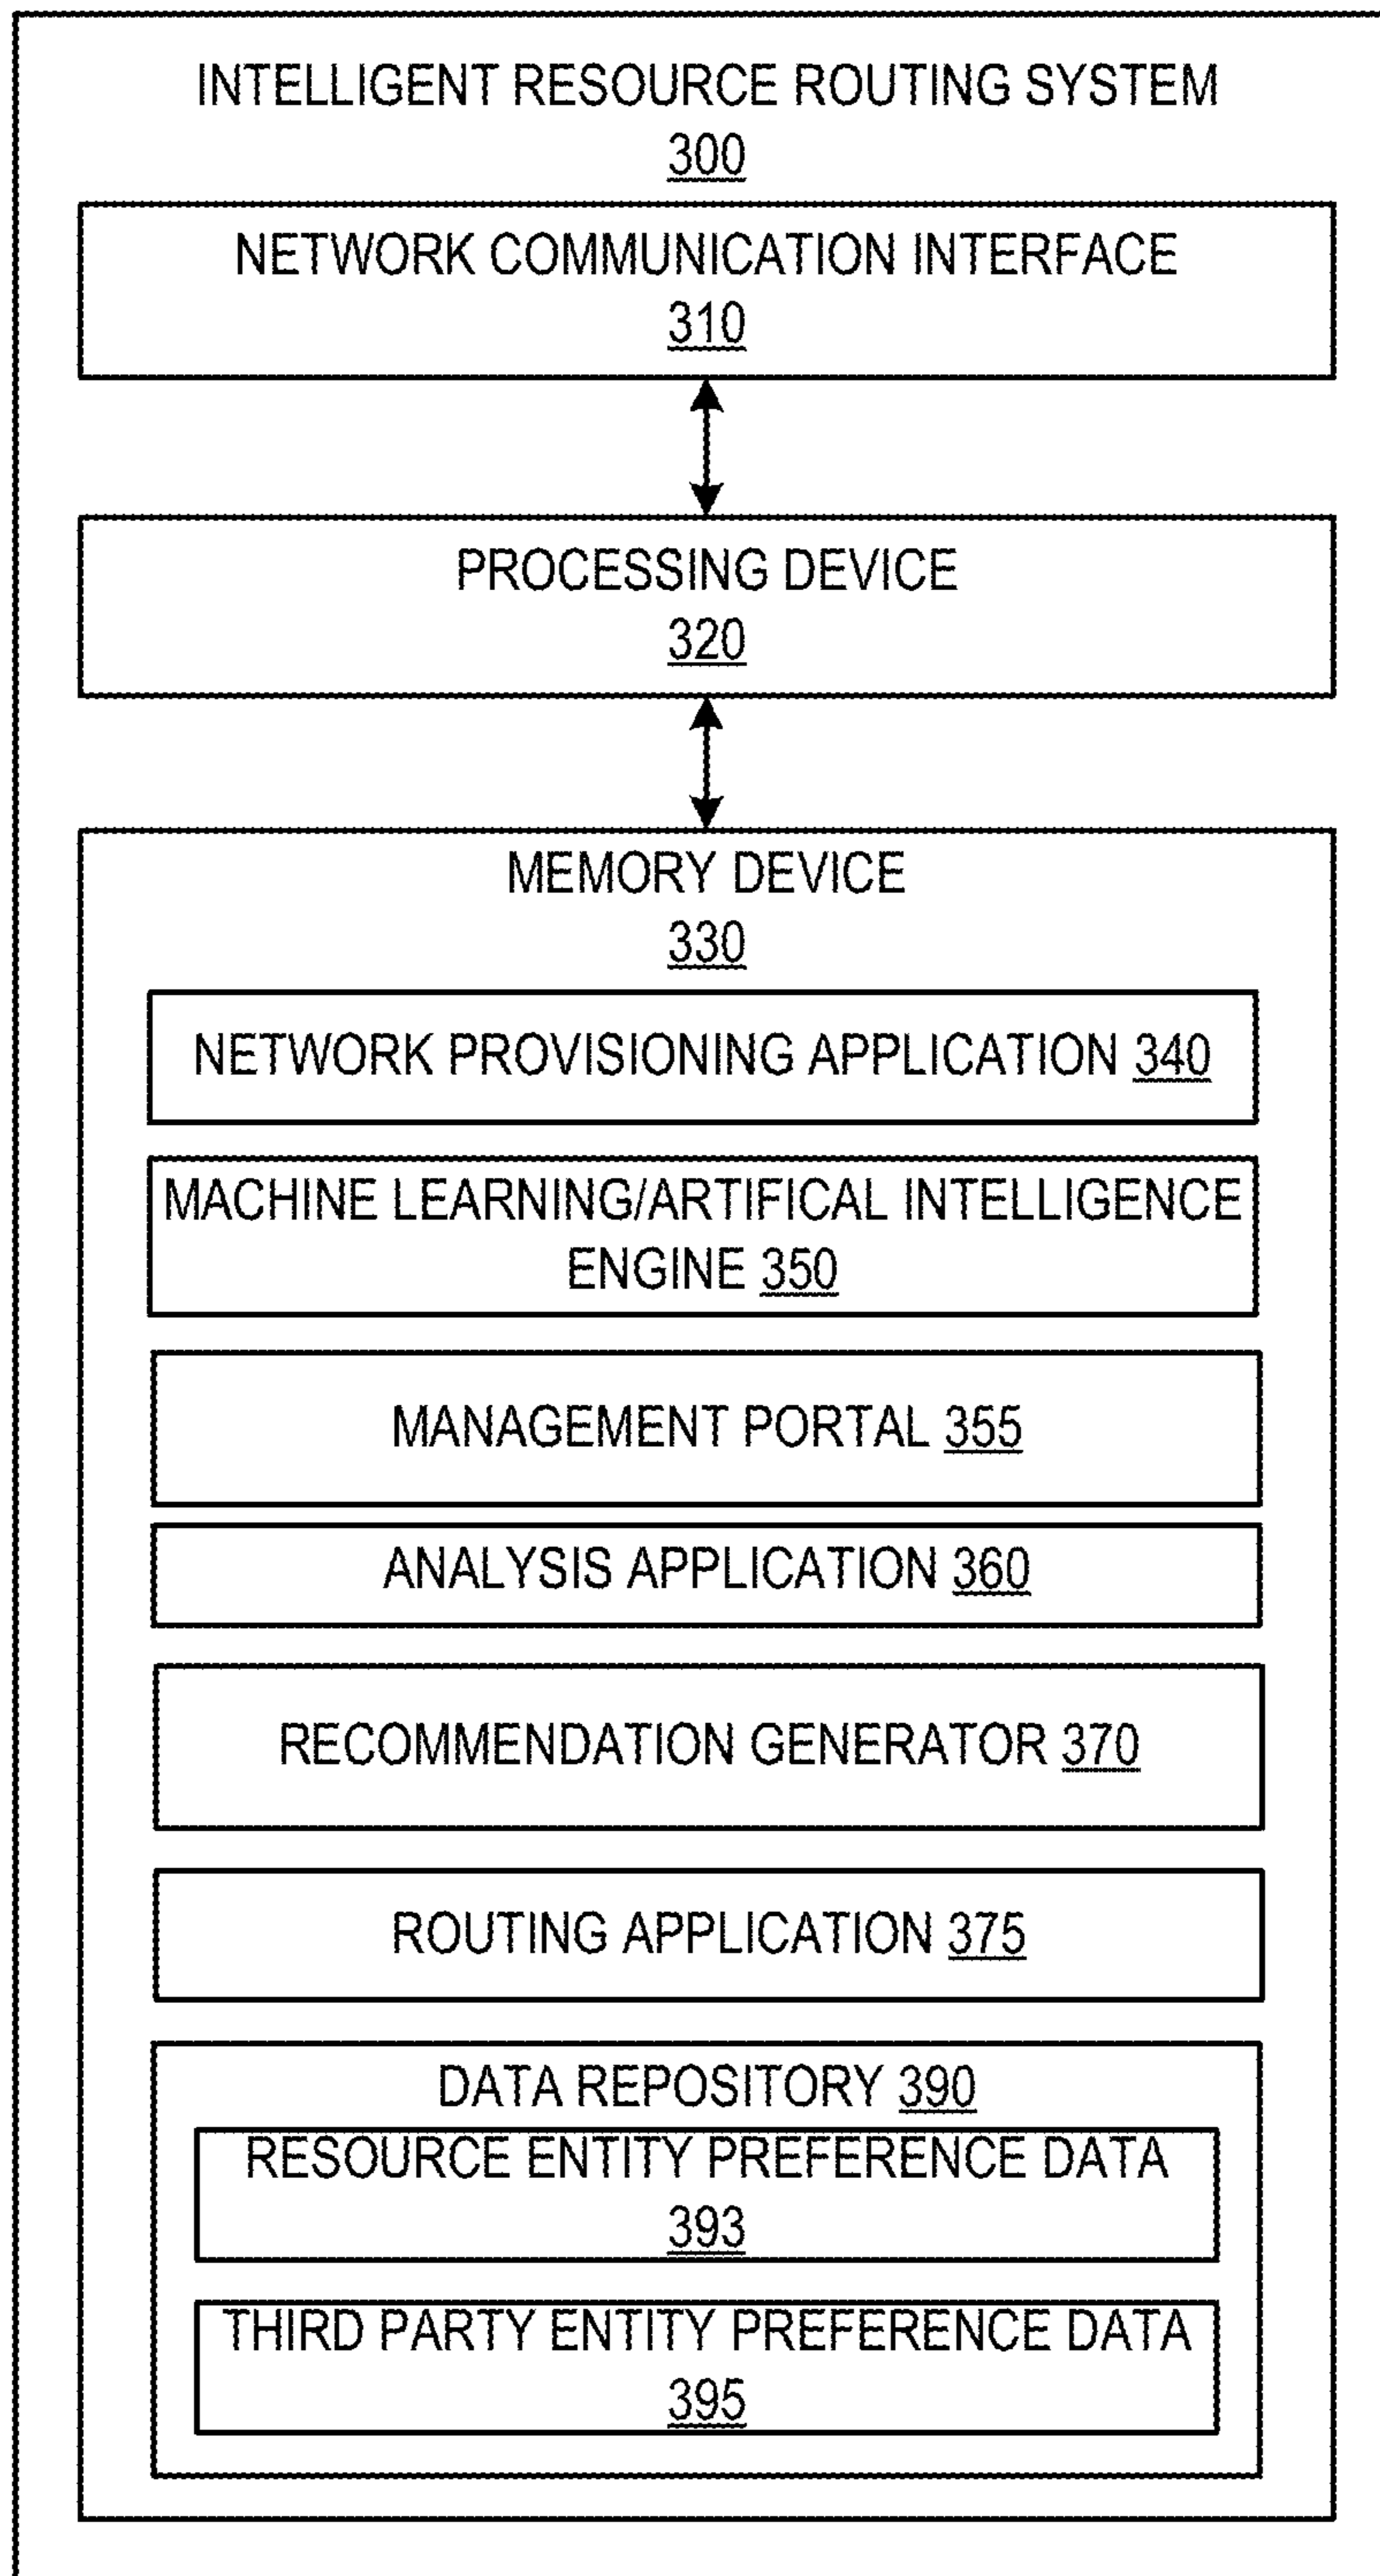 INTELLIGENT RESOURCE ROUTING SYSTEM
300
NETWORK COMMUNICATION INTERFACE
310
PROCESSING DEVICE
320
MEMORY DEVICE
330
NETWORK PROVISIONING APPLICATION 340
MACHINE LEARNING/ARTIFICAL INTELLIGENCE
ENGINE 350
MANAGEMENT PORTAL 355
ANALYSIS APPLICATION 360
RECOMMENDATION GENERATOR 370
ROUTING APPLICATION 375
DATA REPOSITORY 390
RESOURCE ENTITY PREFERENCE DATA
393
THIRD PARTY ENTITY PREFERENCE DATA
395